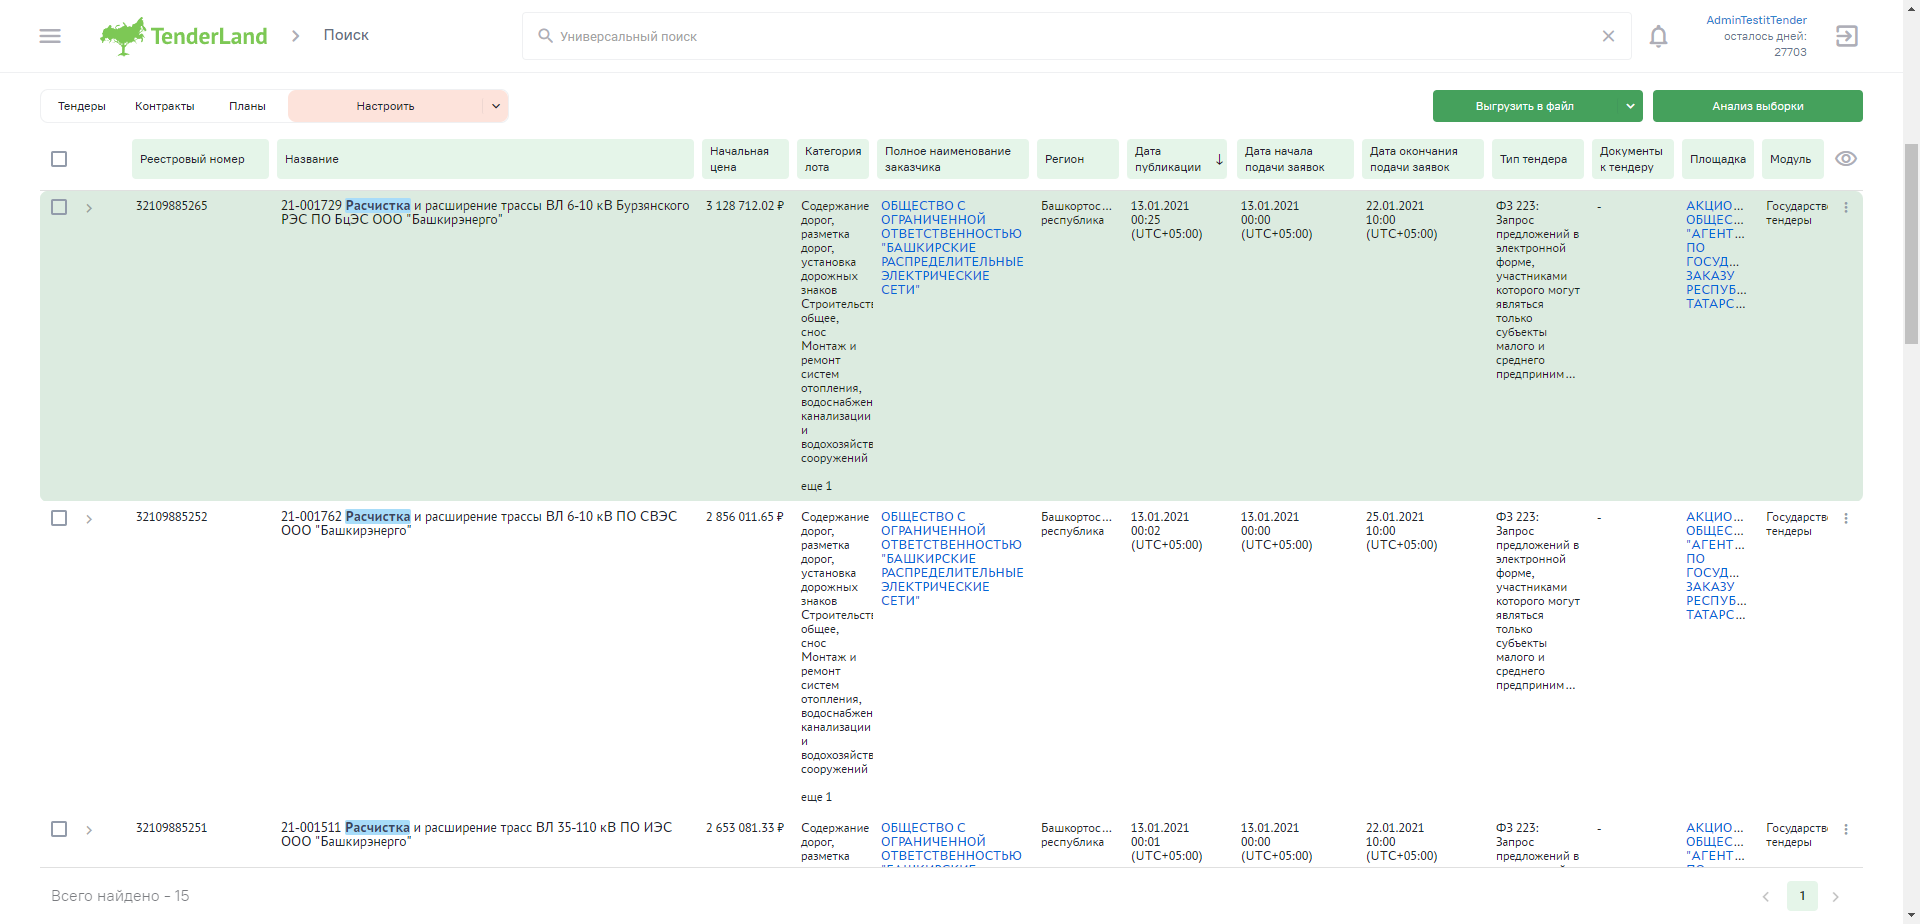 TenderLand
Поиск
Универсальный поиск
AdminTestitTender
осталось дней:
27703
Тендеры
Контракты
Планы
Настроить
Выгрузить в файл
Анализ выборки
Реестровый номер
Название
Начальная
цена
Категория
лота
Полное наименование
заказчика
Регион
Дата
публикации
Дата начала
подачи заявок
Дата окончания
подачи заявок
Тип тендера
Документы
к тендеру
Площадка
Модуль
32109885265
21-001729 Расчистка и расширение трассы ВЛ 6-10 кВ Бурзянского
РЭС ПО БцЭС ООО "Башкирэнерго"
3 128 712.02 ₽
Содержание
дорог,
разметка
дорог,
установка
дорожных
знаков
Строительсть
общее,
снос
Монтаж и
ремонт
систем
отопления,
водоснабжен
канализации
и
водохозяйств
сооружений
еще 1
ОБЩЕСТВО С
ОГРАНИЧЕННОЙ
ОТВЕТСТВЕННОСТЬЮ
"БАШКИРСКИЕ
РАСПРЕДЕЛИТЕЛЬНЫЕ
ЭЛЕКТРИЧЕСКИЕ
СЕТИ"
Башкортос...
республика
13.01.2021
00:25
(UTC+05:00)
13.01.2021
00:00
(UTC+05:00)
22.01.2021
10:00
(UTC+05:00)
ФЗ 223:
Запрос
предложений в
электронной
форме,
участниками
которого могут
являться
только
субъекты
малого и
среднего
предприним...
-
АКЦИО...
ОБЩЕС...
"АГЕНТ...
ПО
ГОСУД...
ЗАКАЗУ
РЕСПУБ...
ТАТАРС...
Государств
тендеры
32109885252
21-001762 Расчистка и расширение трассы ВЛ 6-10 кВ ПО СВЭС
ООО "Башкирэнерго"
2 856 011.65 ₽
Содержание
дорог,
разметка
дорог,
установка
дорожных
знаков
Строительсть
общее,
снос
Монтаж и
ремонт
систем
отопления,
водоснабжен
канализации
и
водохозяйств
сооружений
еще 1
ОБЩЕСТВО С
ОГРАНИЧЕННОЙ
ОТВЕТСТВЕННОСТЬЮ
"БАШКИРСКИЕ
РАСПРЕДЕЛИТЕЛЬНЫЕ
ЭЛЕКТРИЧЕСКИЕ
СЕТИ"
Башкортос...
республика
13.01.2021
00:02
(UTC+05:00)
13.01.2021
00:00
(UTC+05:00)
25.01.2021
10:00
(UTC+05:00)
ФЗ 223:
Запрос
предложений в
электронной
форме,
участниками
которого могут
являться
только
субъекты
малого и
среднего
предприним...
-
АКЦИО...
ОБЩЕС...
"АГЕНТ...
ПО
ГОСУД...
ЗАКАЗУ
РЕСПУБ...
ТАТАРС...
Государств
тендеры
32109885251
21-001511 Расчистка и расширение трасс ВЛ 35-110 кВ ПО ИЭС
ООО "Башкирэнерго"
2 653 081.33 ₽
Содержание
дорог,
разметка
ОБЩЕСТВО С
ОГРАНИЧЕННОЙ
ОТВЕТСТВЕННОСТЬЮ
Башкортос...
республика
13.01.2021
00:01
(UTC+05:00)
13.01.2021
00:00
(UTC+05:00)
22.01.2021
10:00
(UTC+05:00)
ФЗ 223:
Запрос
предложений в
-
АКЦИО...
ОБЩЕС...
"АГЕНТ...
Государств
тендеры
Всего найдено - 15
1